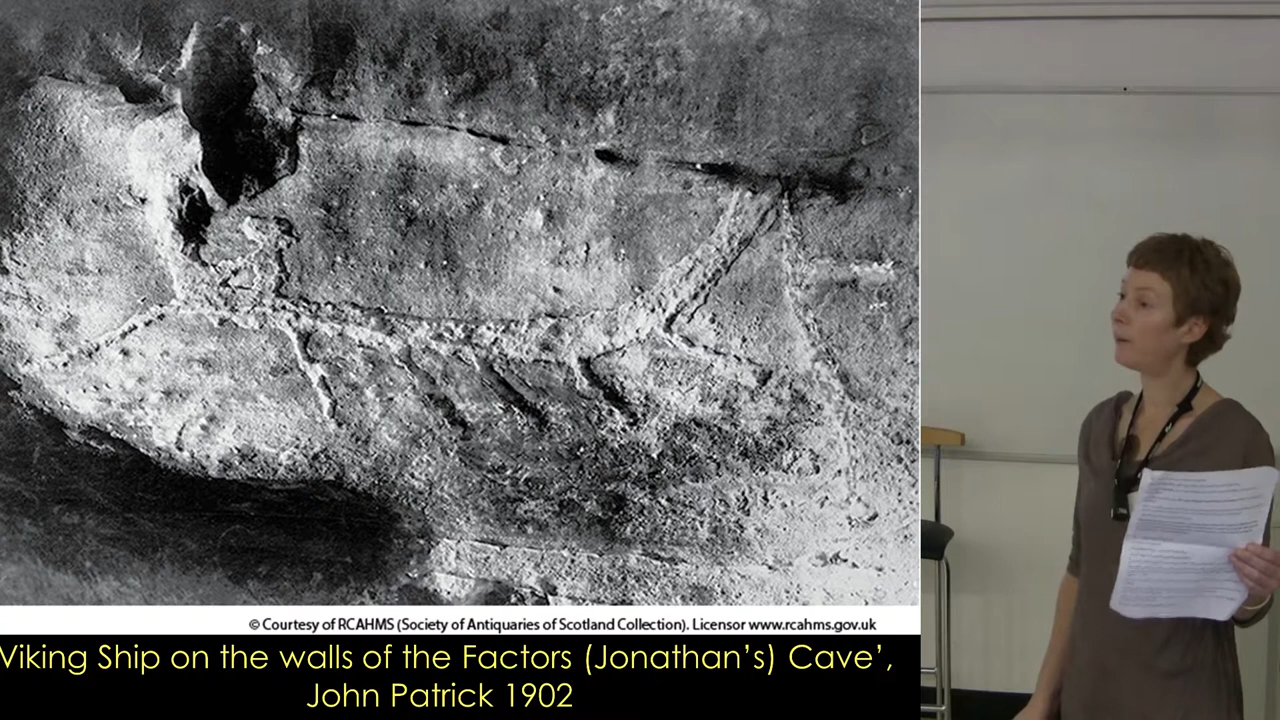 © Courtesy of RCAHMS (Society of Antiquaries of Scotland Collection). Licensor www.rcahms.gov.uk
Viking Ship on the walls of the Factors (Jonathan’s) Cave’,
John Patrick 1902